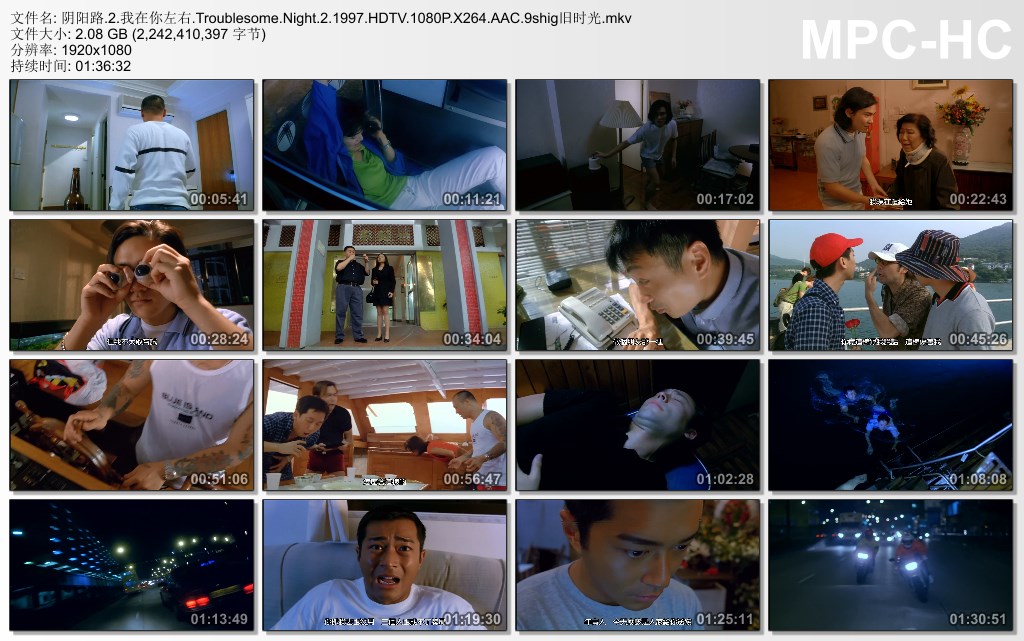 文件名: 阴阳路.2.我在你左右.Troublesome.Night.2.1997.HDTV.1080P.X264.AAC.9shig旧时光.mkv
文件大小: 2.08 GB (2,242,410,397 字节)
分辨率: 1920x1080
持续时间: 01:36:32
MPC-HC
00:05:41
00:11:21
00:17:02
00:22:43
00:28:24
00:34:04
00:39:45
00:45:26
BLUE ISLAND
00:51:06
00:56:47
01:02:28
01:08:08
01:13:49
01:19:30
01:25:11
01:30:51